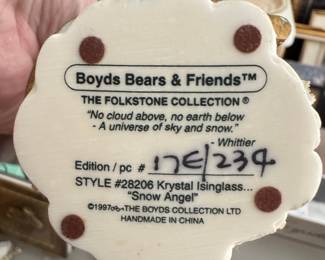 Boyds Bears & Friends™
THE FOLKSTONE COLLECTION®
"No cloud above, no earth below
- A universe of sky and snow."
- Whittier
Edition / pc # 17E/234
STYLE #28206 Krystal Isinglass...
"Snow Angel"
©1997 THE BOYDS COLLECTION LTD
HANDMADE IN CHINA